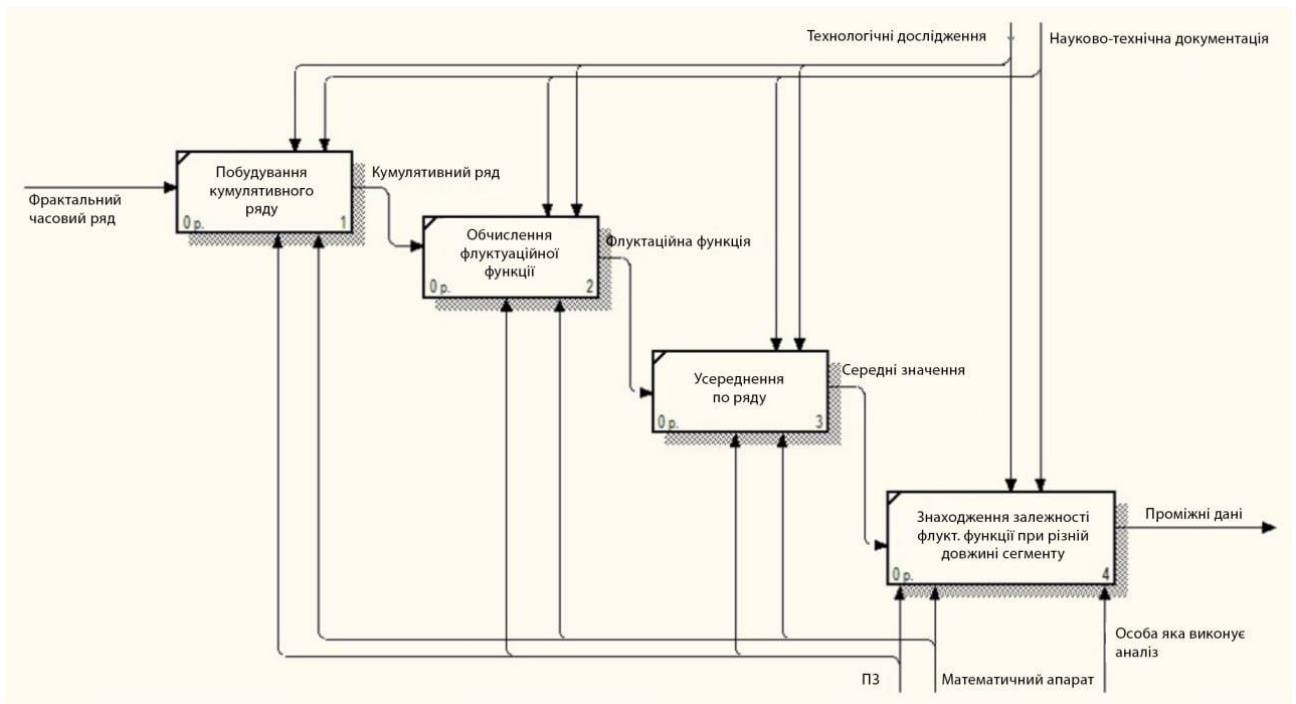 Технологічні дослідження
Науково-технічна документація
Побудування
кумулятивного
ряду
0 р.
1
Кумулятивний ряд
Фрактальний
часовий ряд
Обчислення
флуктуаційної
функції
0 р.
2
Флуктаційна функція
Усереднення
по ряду
0 р.
3
Середні значення
Знаходження залежності
флукт. функції при різній
довжині сегменту
0 р.
4
Проміжні дані
Особа яка виконує
аналіз
ПЗ
Математичний апарат